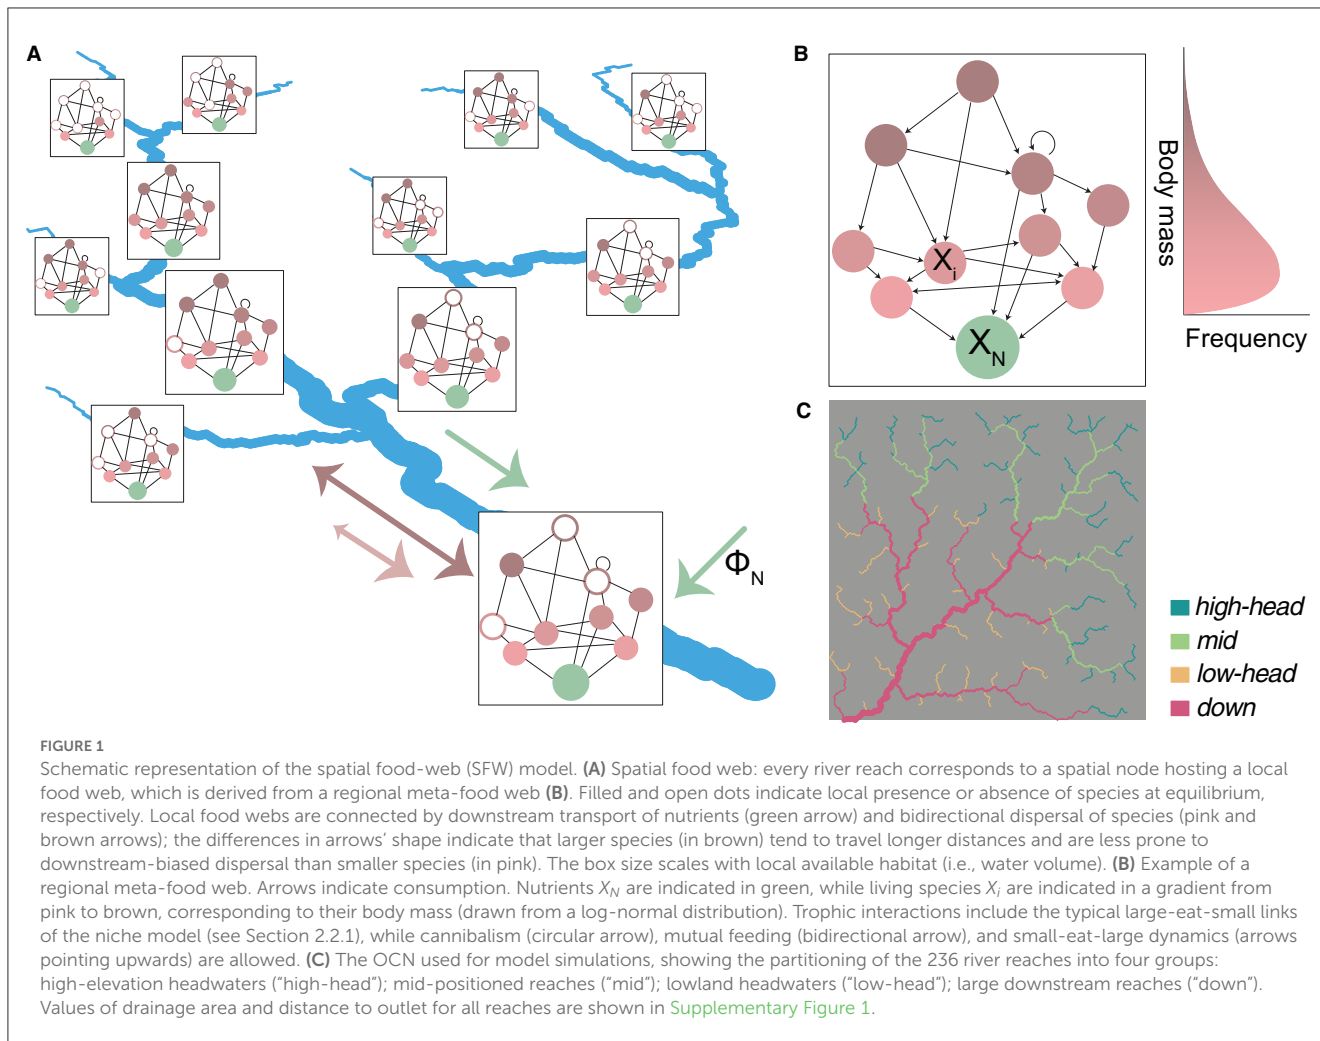 A
Φ_N
B
X_i
X_N
Body mass
Frequency
C
high-head
mid
low-head
down
FIGURE 1
Schematic representation of the spatial food-web (SFW) model. (A) Spatial food web: every river reach corresponds to a spatial node hosting a local
food web, which is derived from a regional meta-food web (B). Filled and open dots indicate local presence or absence of species at equilibrium,
respectively. Local food webs are connected by downstream transport of nutrients (green arrow) and bidirectional dispersal of species (pink and
brown arrows); the differences in arrows' shape indicate that larger species (in brown) tend to travel longer distances and are less prone to
downstream-biased dispersal than smaller species (in pink). The box size scales with local available habitat (i.e., water volume). (B) Example of a
regional meta-food web. Arrows indicate consumption. Nutrients X_N are indicated in green, while living species X_i are indicated in a gradient from
pink to brown, corresponding to their body mass (drawn from a log-normal distribution). Trophic interactions include the typical large-eat-small links
of the niche model (see Section 2.2.1), while cannibalism (circular arrow), mutual feeding (bidirectional arrow), and small-eat-large dynamics (arrows
pointing upwards) are allowed. (C) The OCN used for model simulations, showing the partitioning of the 236 river reaches into four groups:
high-elevation headwaters ("high-head"); mid-positioned reaches ("mid"); lowland headwaters ("low-head"); large downstream reaches ("down").
Values of drainage area and distance to outlet for all reaches are shown in Supplementary Figure 1.